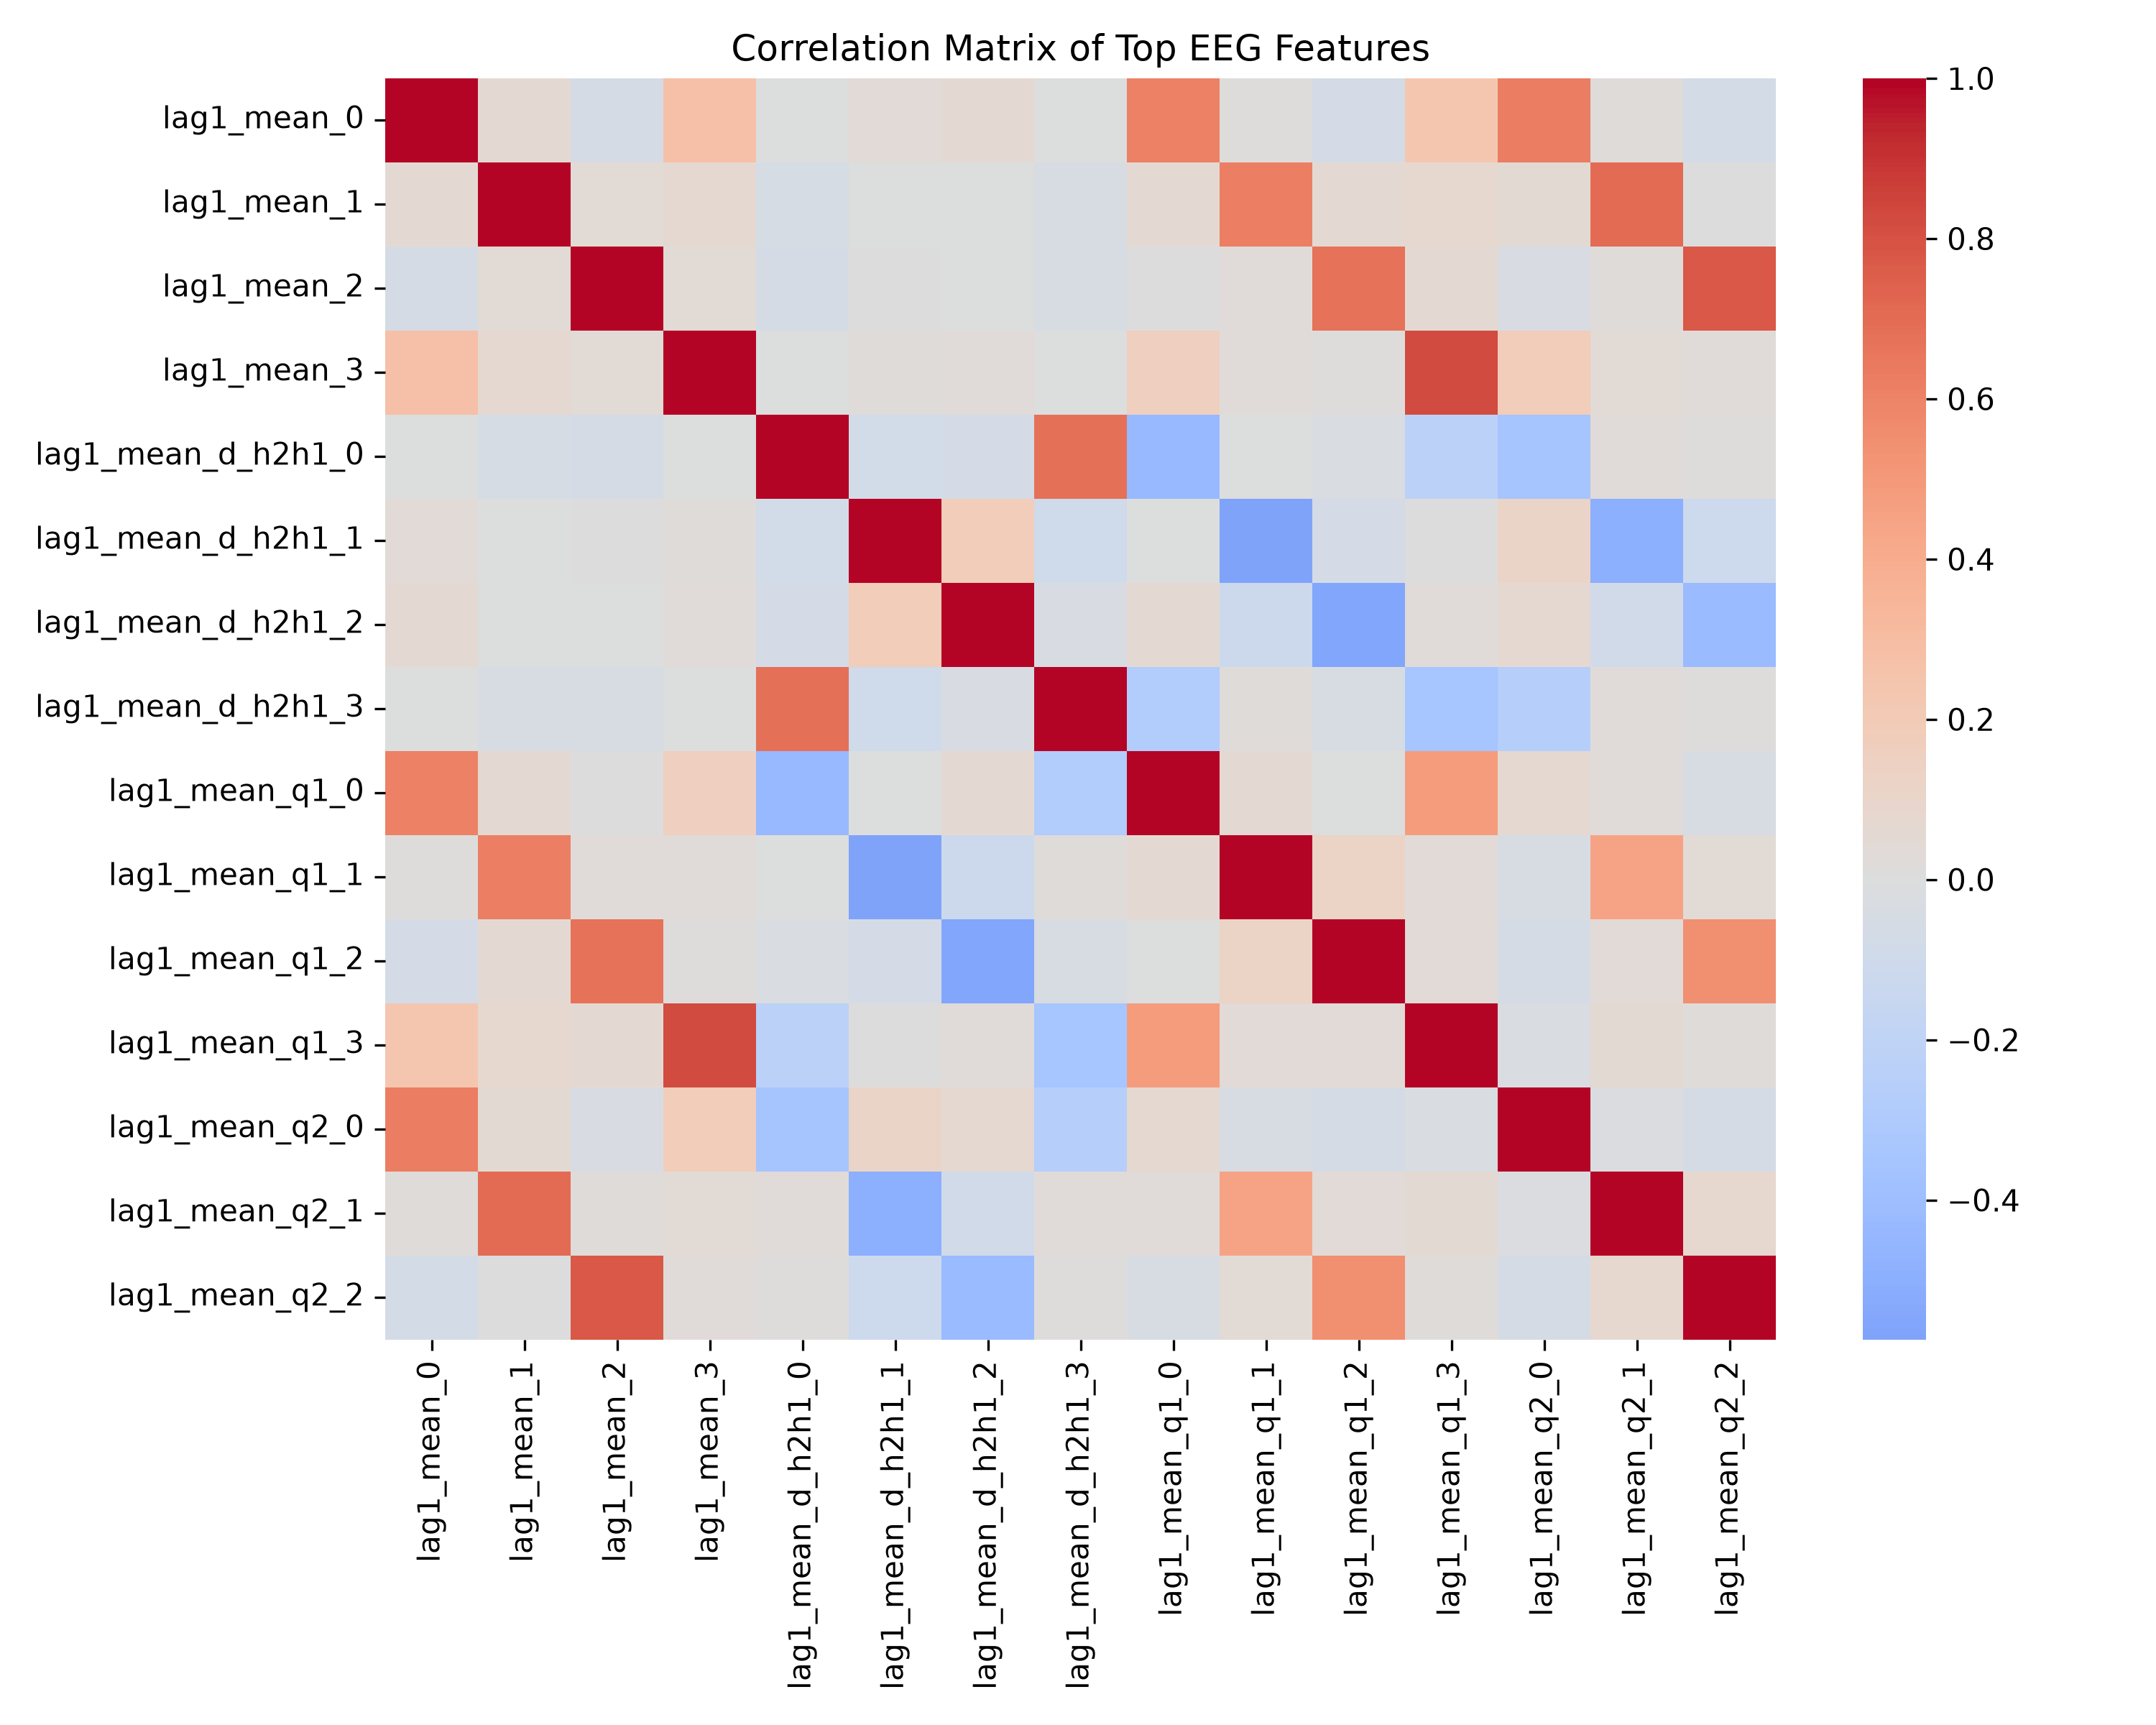 Correlation Matrix of Top EEG Features
lag1_mean_0
lag1_mean_1
lag1_mean_2
lag1_mean_3
lag1_mean_d_h2h1_0
lag1_mean_d_h2h1_1
lag1_mean_d_h2h1_2
lag1_mean_d_h2h1_3
lag1_mean_q1_0
lag1_mean_q1_1
lag1_mean_q1_2
lag1_mean_q1_3
lag1_mean_q2_0
lag1_mean_q2_1
lag1_mean_q2_2
lag1_mean_0
lag1_mean_1
lag1_mean_2
lag1_mean_3
lag1_mean_d_h2h1_0
lag1_mean_d_h2h1_1
lag1_mean_d_h2h1_2
lag1_mean_d_h2h1_3
lag1_mean_q1_0
lag1_mean_q1_1
lag1_mean_q1_2
lag1_mean_q1_3
lag1_mean_q2_0
lag1_mean_q2_1
lag1_mean_q2_2
1.0
0.8
0.6
0.4
0.2
0.0
−0.2
−0.4